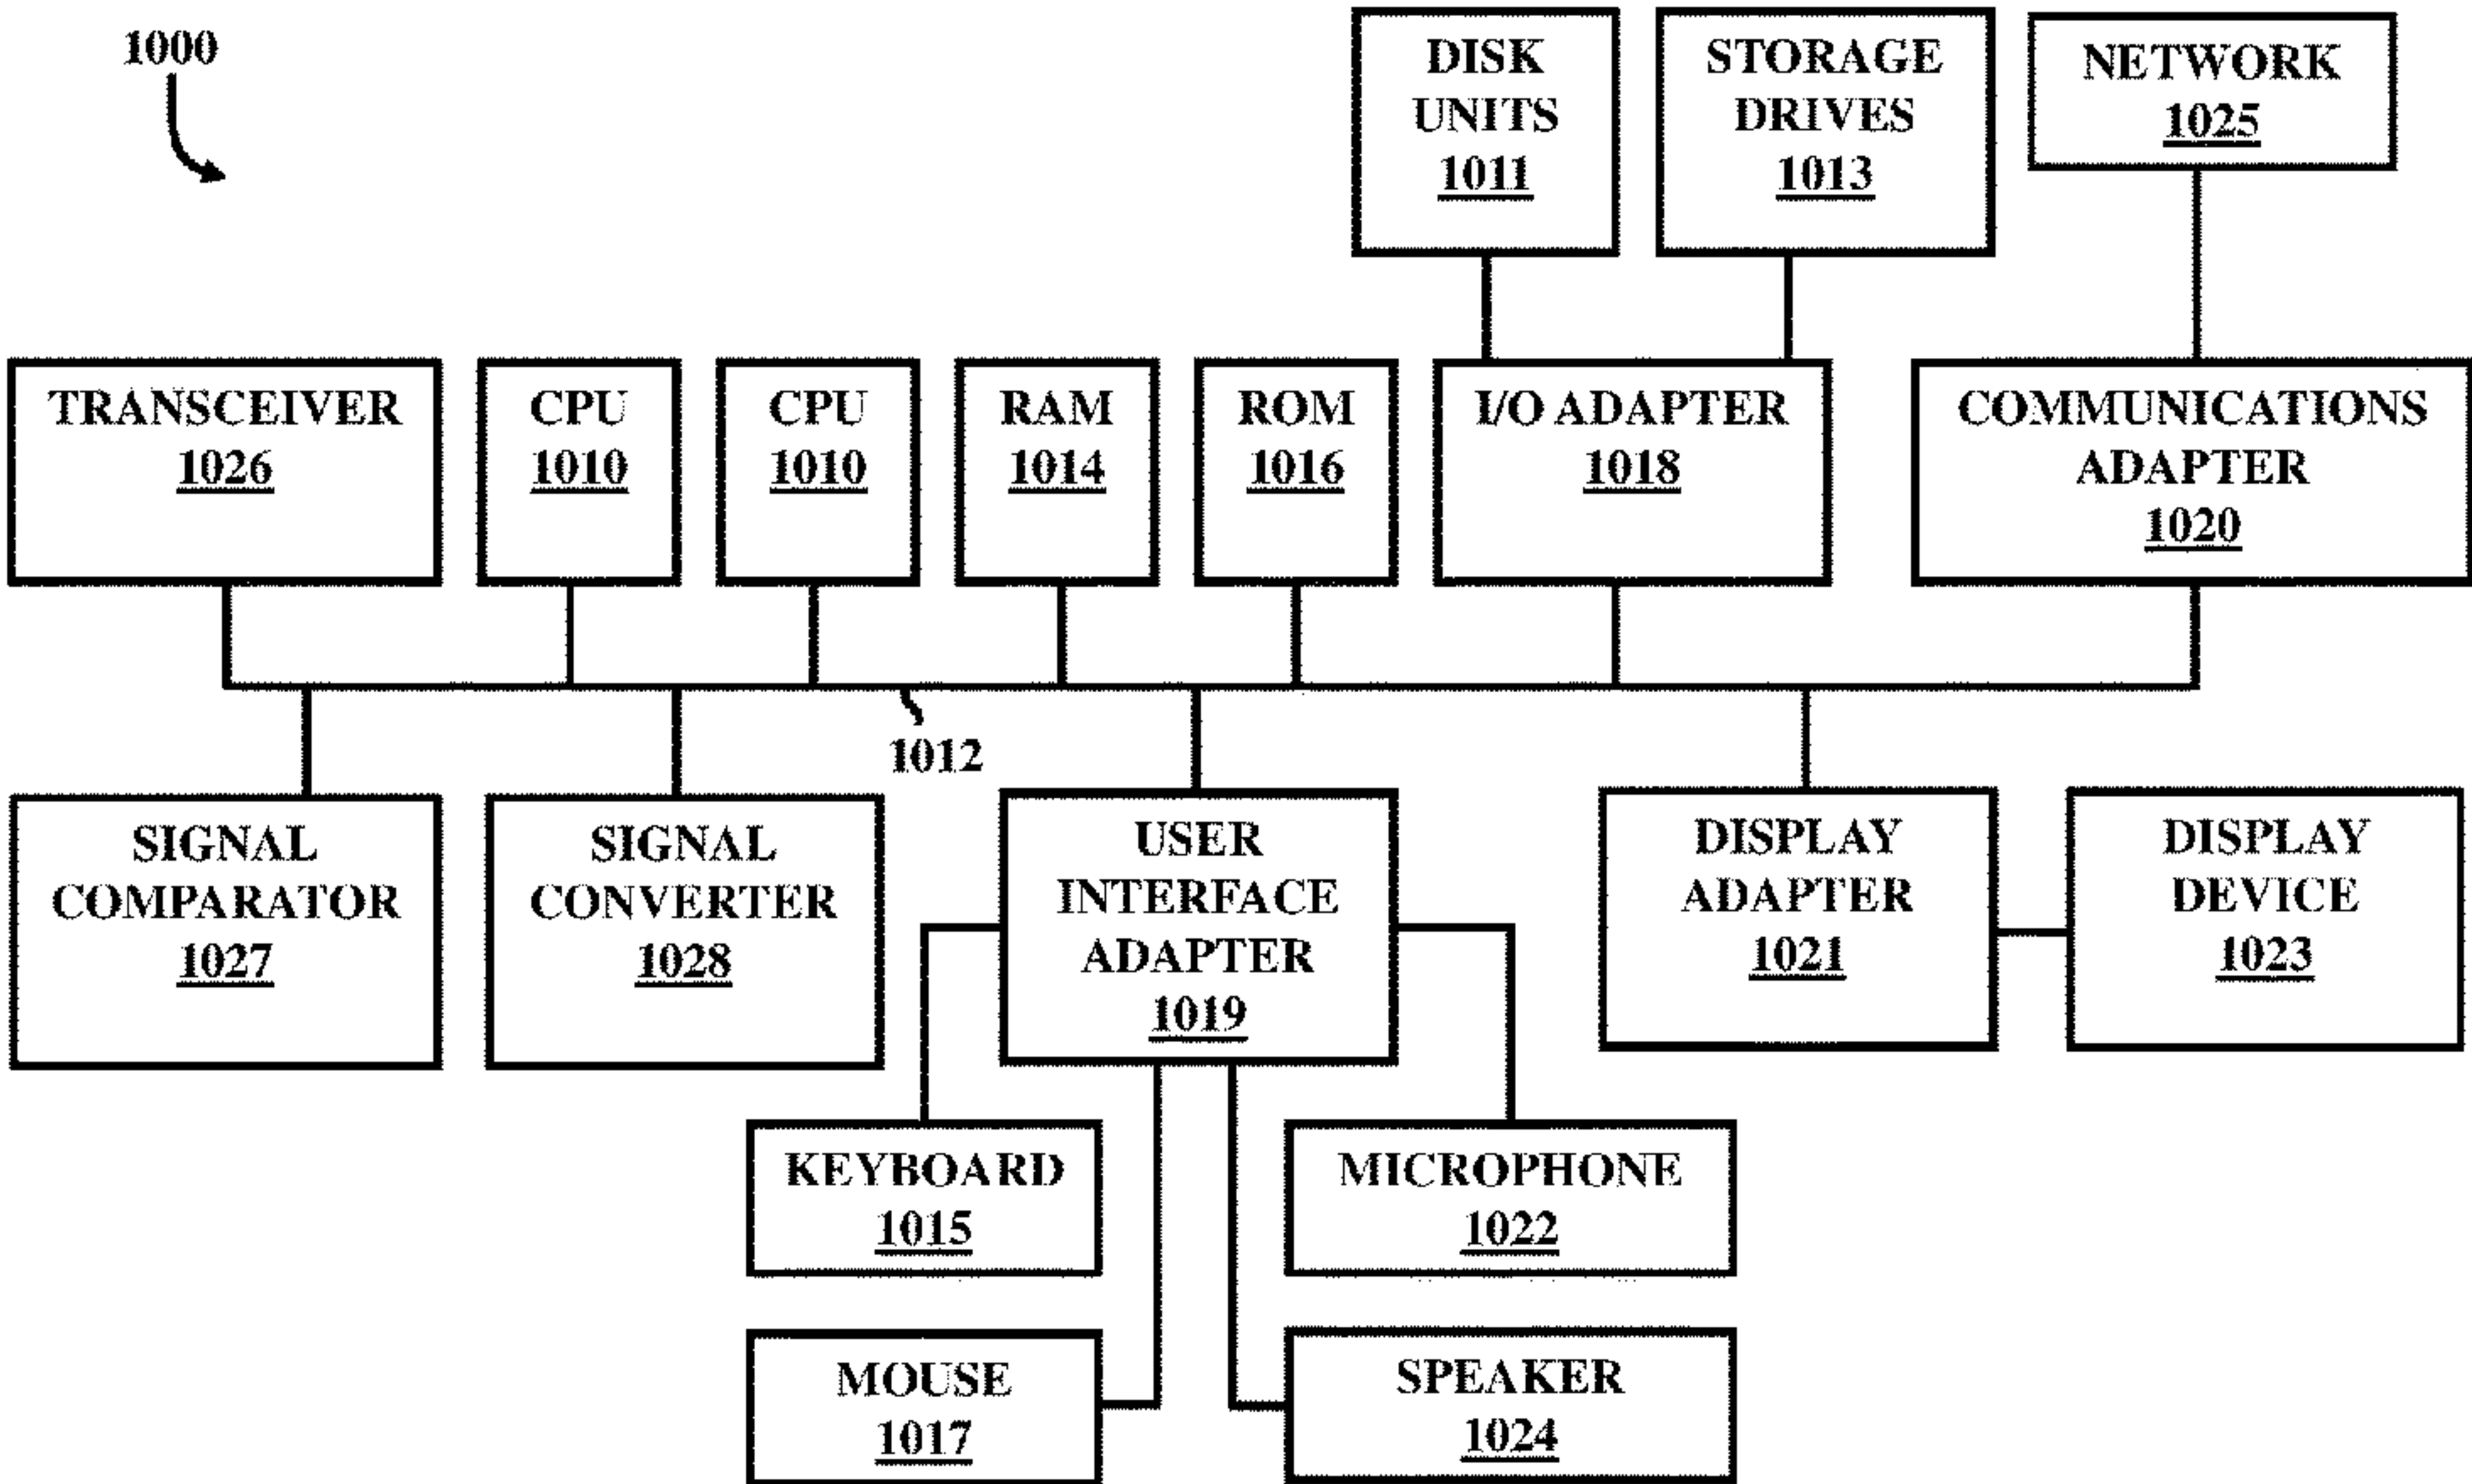 1000
DISK
UNITS
1011
STORAGE
DRIVES
1013
NETWORK
1025
TRANSCEIVER
1026
CPU
1010
CPU
1010
RAM
1014
ROM
1016
I/O ADAPTER
1018
COMMUNICATIONS
ADAPTER
1020
1012
SIGNAL
COMPARATOR
1027
SIGNAL
CONVERTER
1028
USER
INTERFACE
ADAPTER
1019
DISPLAY
ADAPTER
1021
DISPLAY
DEVICE
1023
KEYBOARD
1015
MICROPHONE
1022
MOUSE
1017
SPEAKER
1024